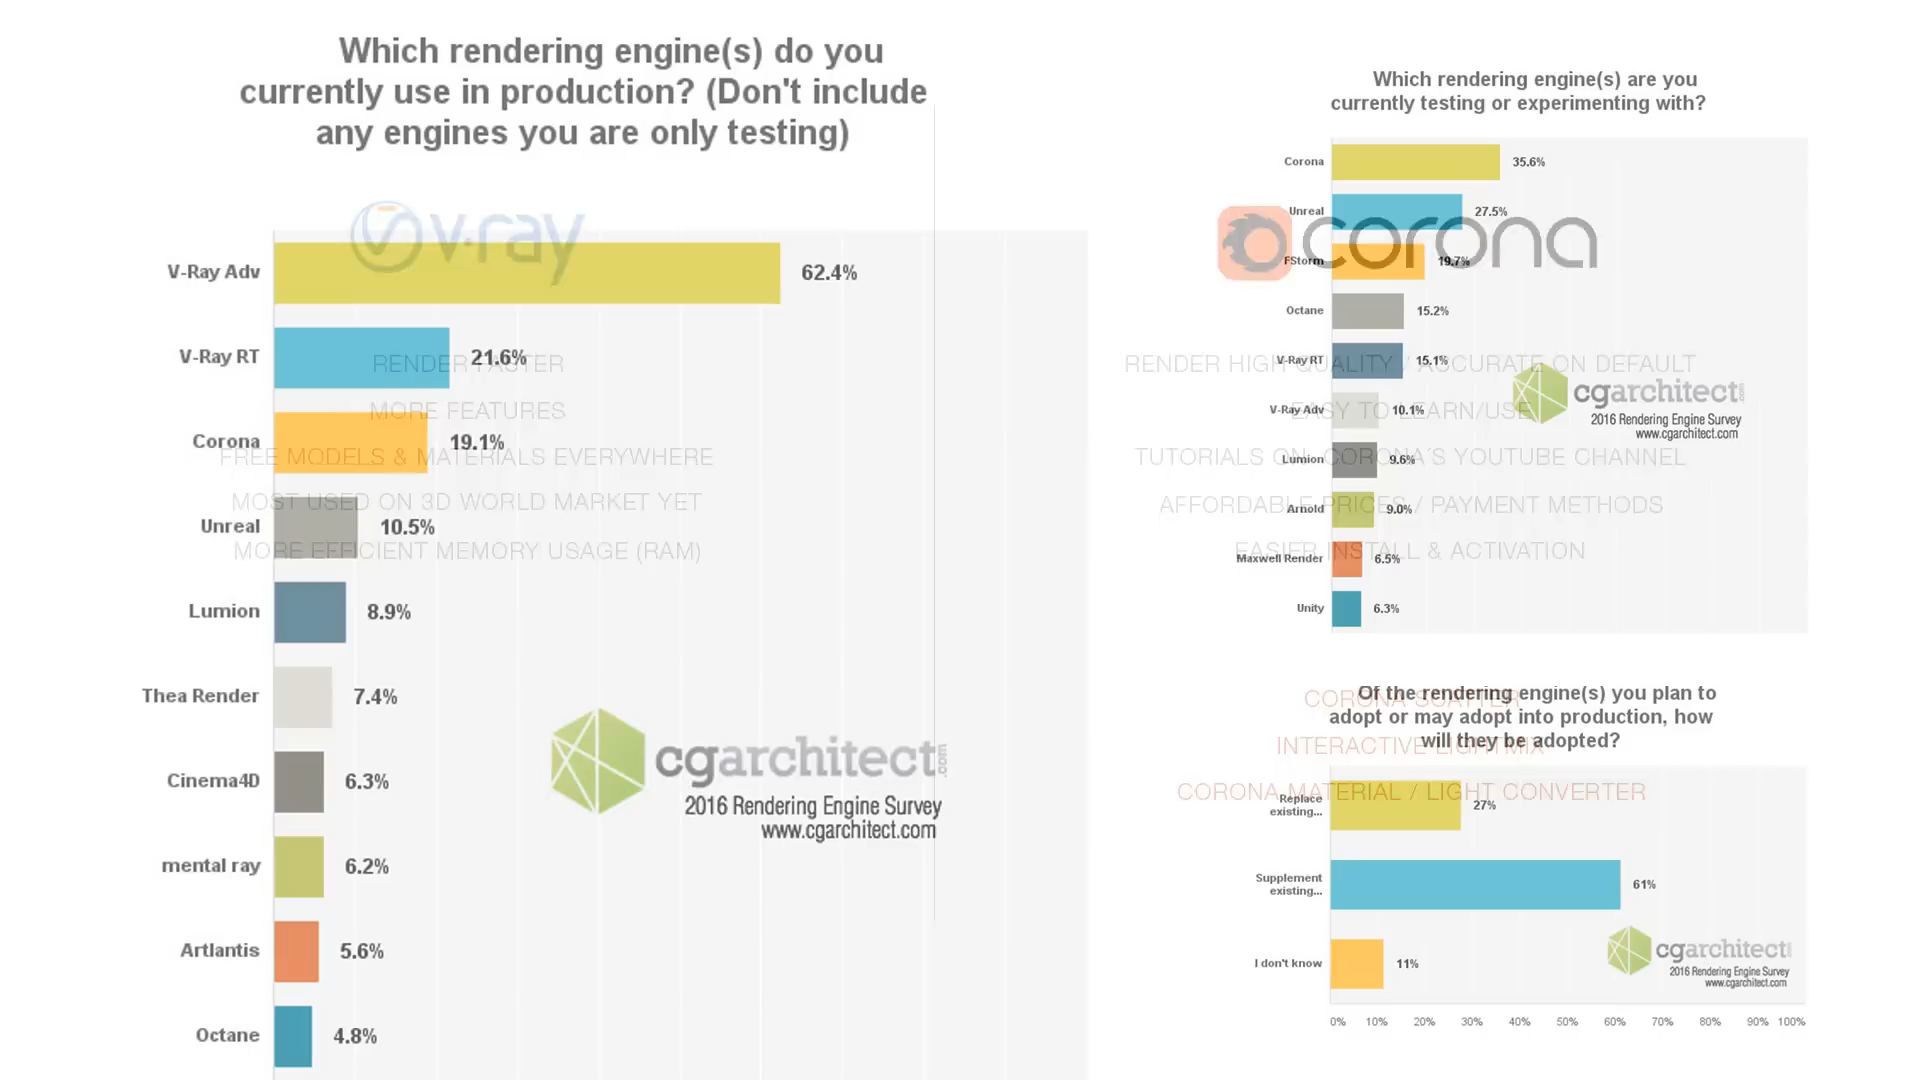 Which rendering engine(s) do you
currently use in production? (Don't include
any engines you are only testing)
v·ray
V-Ray Adv 62.4%
V-Ray RT 21.6%
RENDER FASTER
MORE FEATURES
Corona 19.1%
FREE MODELS & MATERIALS EVERYWHERE
MOST USED ON 3D WORLD MARKET YET
Unreal 10.5%
MORE EFFICIENT MEMORY USAGE (RAM)
Lumion 8.9%
Thea Render 7.4%
Cinema4D 6.3%
mental ray 6.2%
Artlantis 5.6%
Octane 4.8%
cgarchitect.com
2016 Rendering Engine Survey
www.cgarchitect.com
Which rendering engine(s) are you
currently testing or experimenting with?
Corona 35.6%
Unreal 27.5%
corona
FStorm 19.7%
Octane 15.2%
V-Ray RT 15.1%
RENDER HIGH QUALITY / ACCURATE ON DEFAULT
V-Ray Adv 10.1%
EASY TO LEARN/USE
cgarchitect.com
2016 Rendering Engine Survey
www.cgarchitect.com
Lumion 9.6%
TUTORIALS ON CORONA'S YOUTUBE CHANNEL
Arnold 9.0%
AFFORDABLE PRICES / PAYMENT METHODS
Maxwell Render 6.5%
EASIER INSTALL & ACTIVATION
Unity 6.3%
Of the rendering engine(s) you plan to
adopt or may adopt into production, how
will they be adopted?
CORONA SCATTER
INTERACTIVE LIGHTMIX
CORONA MATERIAL / LIGHT CONVERTER
Replace
existing... 27%
Supplement
existing... 61%
I don't know 11%
cgarchitect
2016 Rendering Engine Survey
www.cgarchitect.com
0% 10% 20% 30% 40% 50% 60% 70% 80% 90% 100%